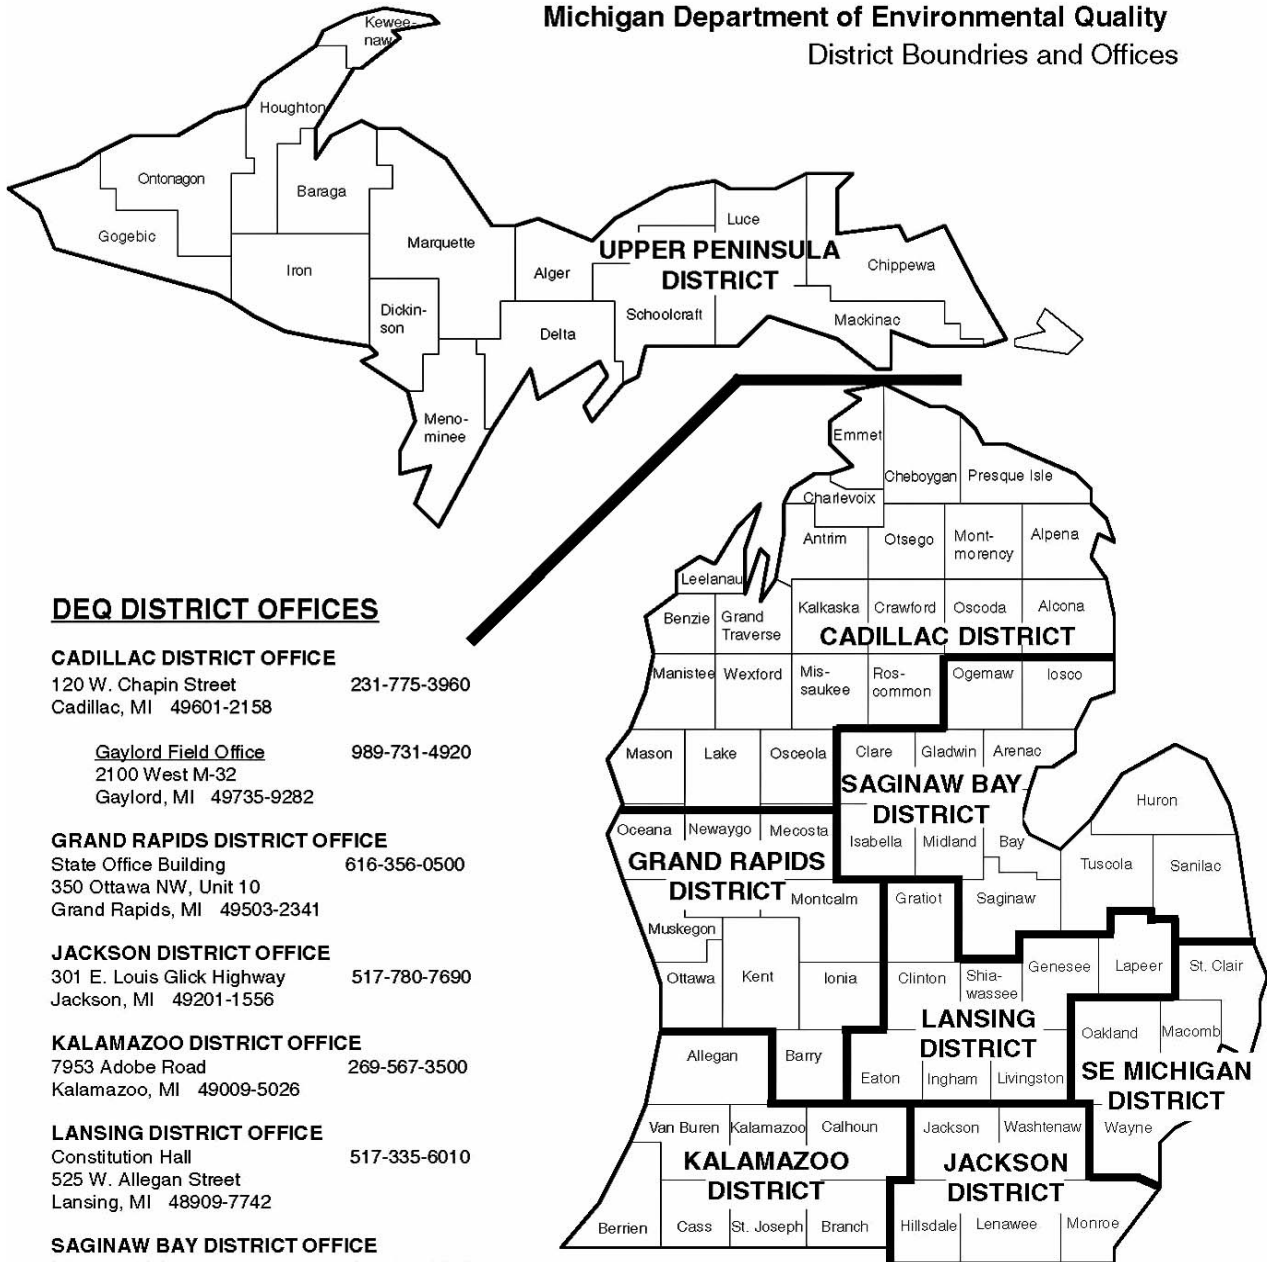 Michigan Department of Environmental Quality
District Boundries and Offices
Kewee-
naw
Houghton
Ontonagon
Baraga
Gogebic
Iron
Marquette
Dickin-
son
Alger
Luce
UPPER PENINSULA
DISTRICT
Chippewa
Schoolcraft
Mackinac
Delta
Meno-
minee
Emmet
Cheboygan
Presque Isle
Charlevoix
Antrim
Otsego
Mont-
morency
Alpena
Leelanau
Benzie
Grand
Traverse
Kalkaska
Crawford
Oscoda
Alcona
CADILLAC DISTRICT
Manistee
Wexford
Mis-
saukee
Ros-
common
Ogemaw
Iosco
Mason
Lake
Osceola
Clare
Gladwin
Arenac
SAGINAW BAY
DISTRICT
Huron
Oceana
Newaygo
Mecosta
Isabella
Midland
Bay
Tuscola
Sanilac
GRAND RAPIDS
DISTRICT
Montcalm
Gratiot
Saginaw
Muskegon
Ottawa
Kent
Ionia
Clinton
Shia-
wassee
Genesee
Lapeer
St. Clair
LANSING
DISTRICT
Oakland
Macomb
Allegan
Barry
Eaton
Ingham
Livingston
SE MICHIGAN
DISTRICT
Van Buren
Kalamazoo
Calhoun
Jackson
Washtenaw
Wayne
KALAMAZOO
DISTRICT
JACKSON
DISTRICT
Berrien
Cass
St. Joseph
Branch
Hillsdale
Lenawee
Monroe
DEQ DISTRICT OFFICES
CADILLAC DISTRICT OFFICE
120 W. Chapin Street 231-775-3960
Cadillac, MI 49601-2158
Gaylord Field Office 989-731-4920
2100 West M-32
Gaylord, MI 49735-9282
GRAND RAPIDS DISTRICT OFFICE
State Office Building 616-356-0500
350 Ottawa NW, Unit 10
Grand Rapids, MI 49503-2341
JACKSON DISTRICT OFFICE
301 E. Louis Glick Highway 517-780-7690
Jackson, MI 49201-1556
KALAMAZOO DISTRICT OFFICE
7953 Adobe Road 269-567-3500
Kalamazoo, MI 49009-5026
LANSING DISTRICT OFFICE
Constitution Hall 517-335-6010
525 W. Allegan Street
Lansing, MI 48909-7742
SAGINAW BAY DISTRICT OFFICE